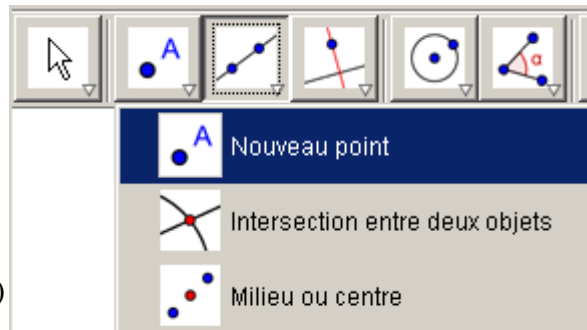 A
α
A
Nouveau point
Intersection entre deux objets
)
Milieu ou centre